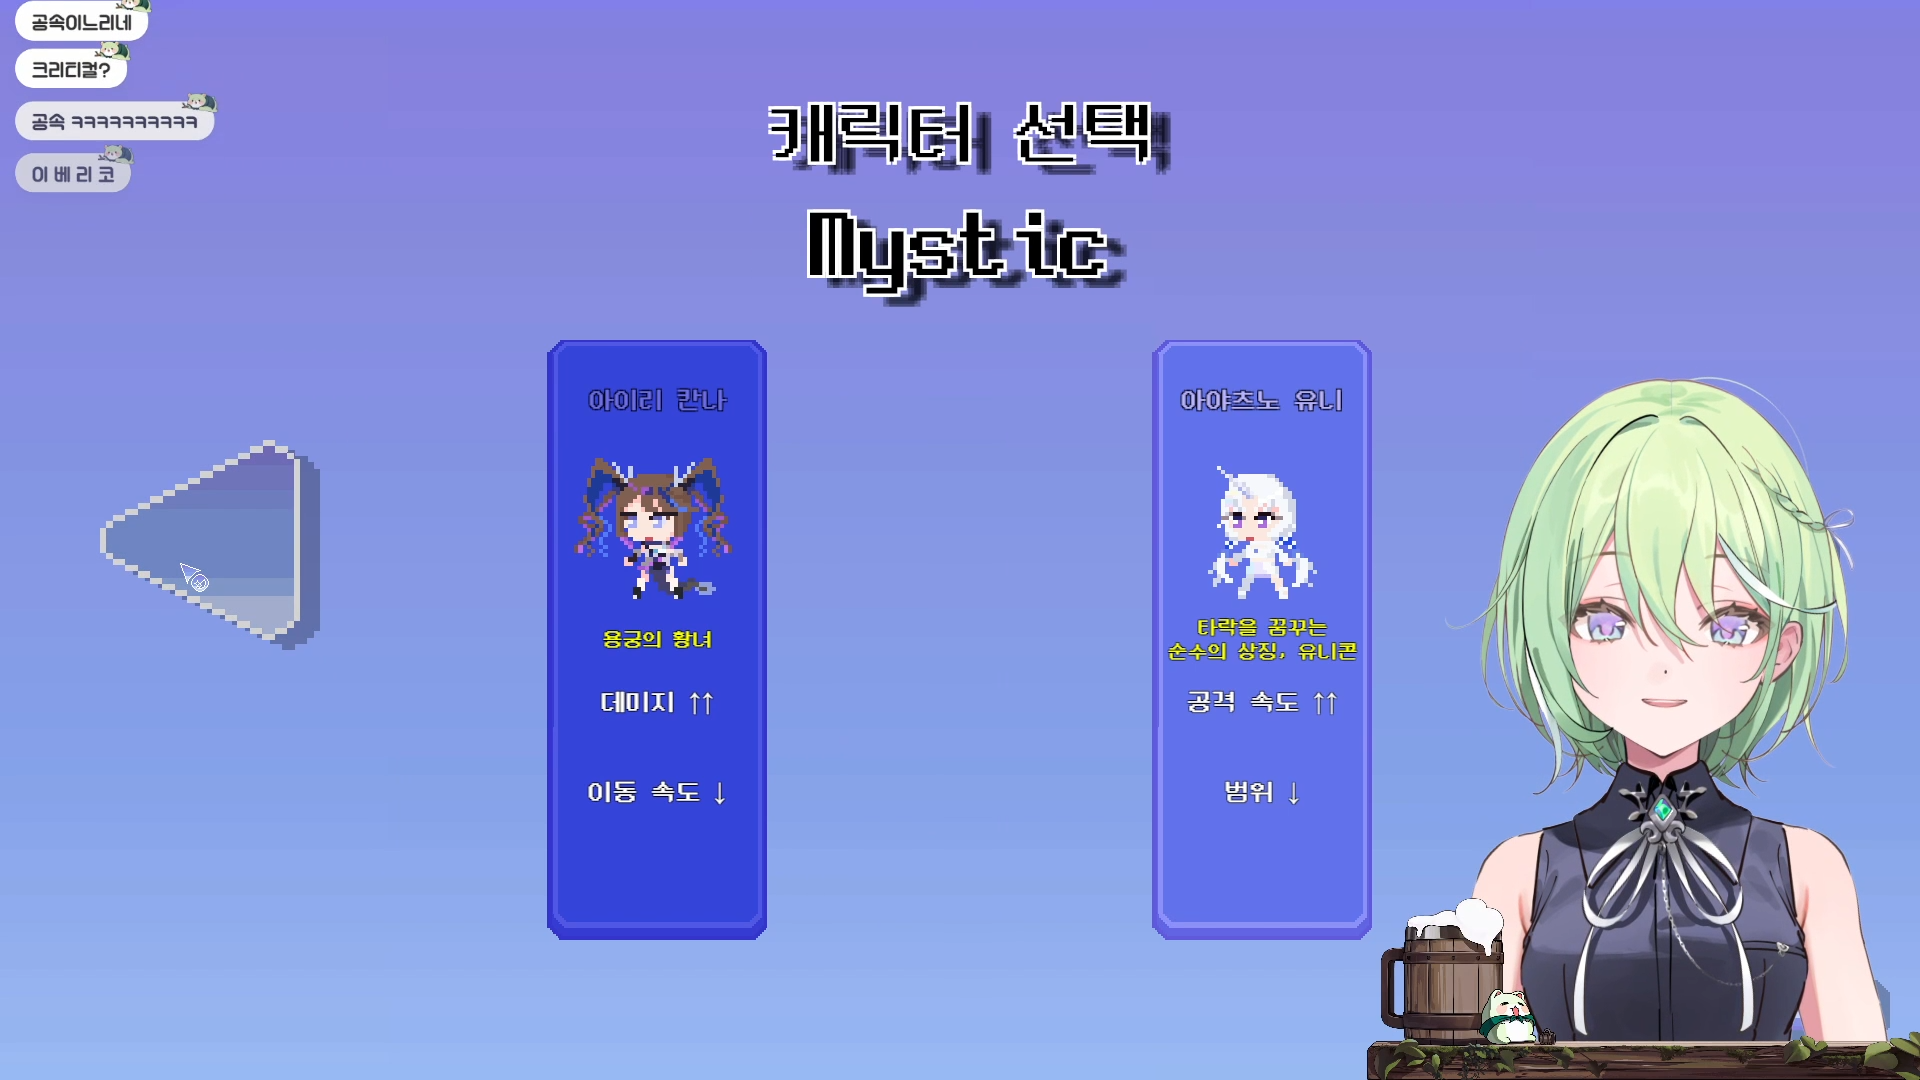 공속이느리네
크리티컬?
공속 ㅋㅋㅋㅋㅋㅋㅋㅋㅋㅋ
이 베 리 코
캐릭터 선택
Mystic
아이리 칸나
용궁의 황녀
데미지 ↑↑
이동 속도 ↓
아야츠노 유니
타락을 꿈꾸는
순수의 상징, 유니콘
공격 속도 ↑↑
범위 ↓